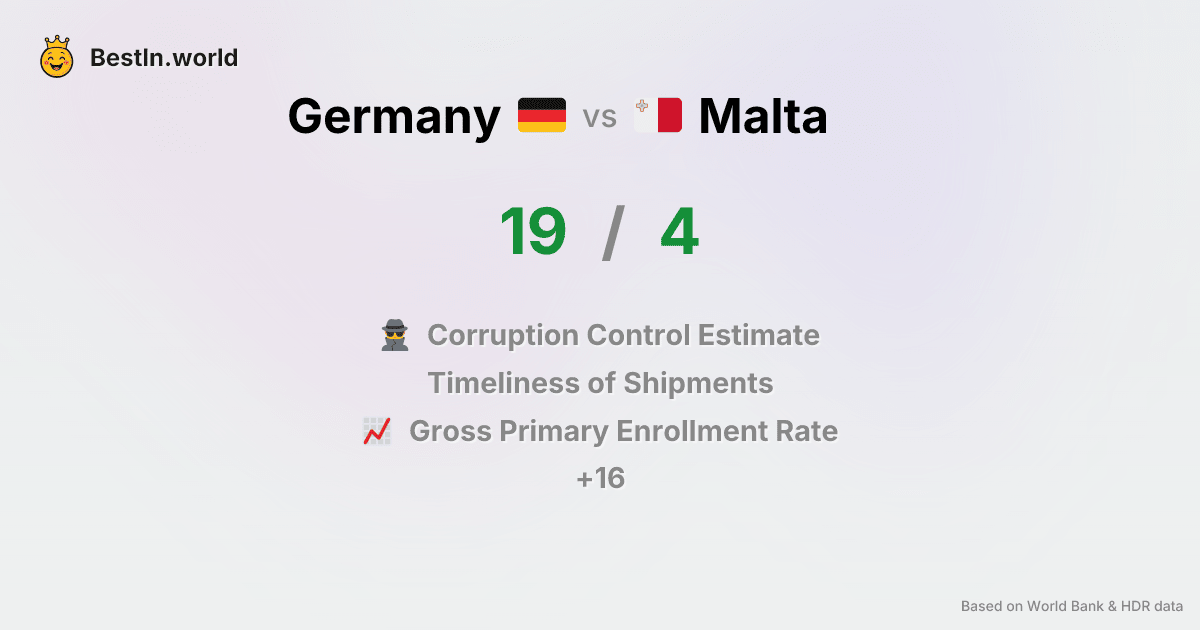 BestIn.world
Germany vs Malta
19 / 4
Corruption Control Estimate
Timeliness of Shipments
Gross Primary Enrollment Rate
+16
Based on World Bank & HDR data